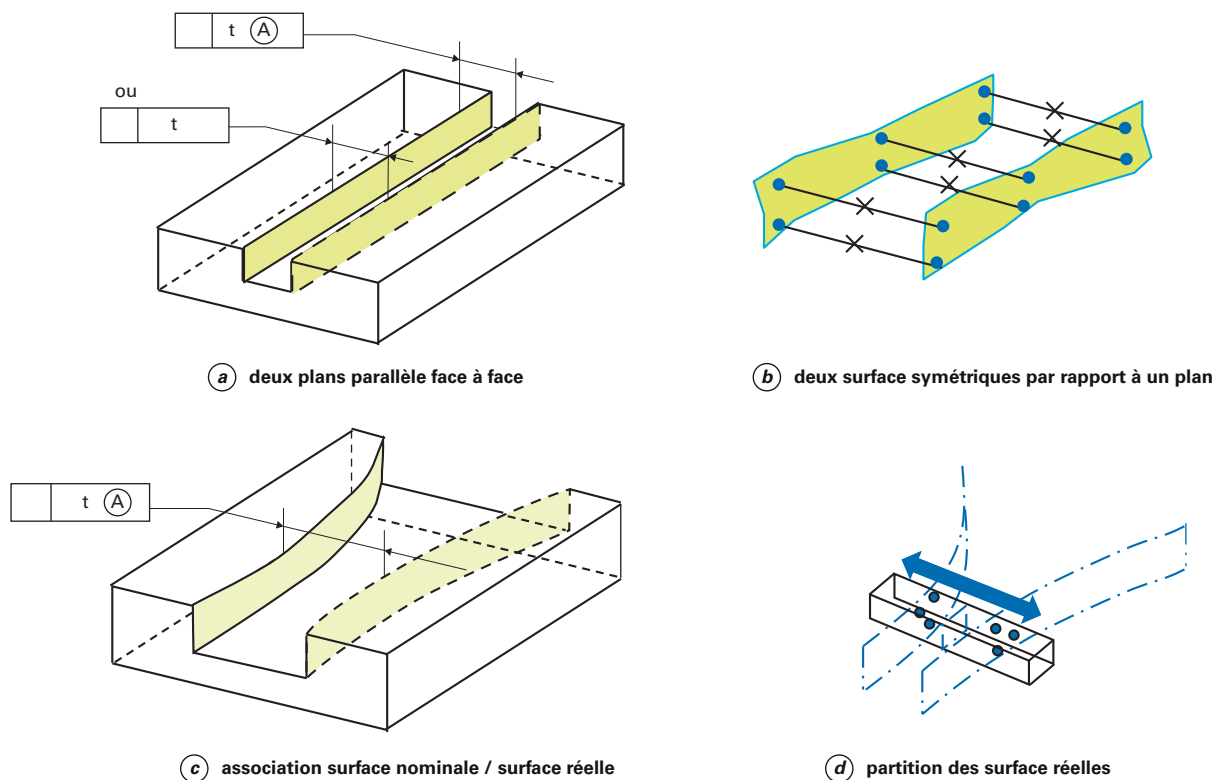 t Ⓐ
ou
t
a deux plans parallèle face à face
b deux surface symétriques par rapport à un plan
t Ⓐ
c association surface nominale / surface réelle
d partition des surface réelles